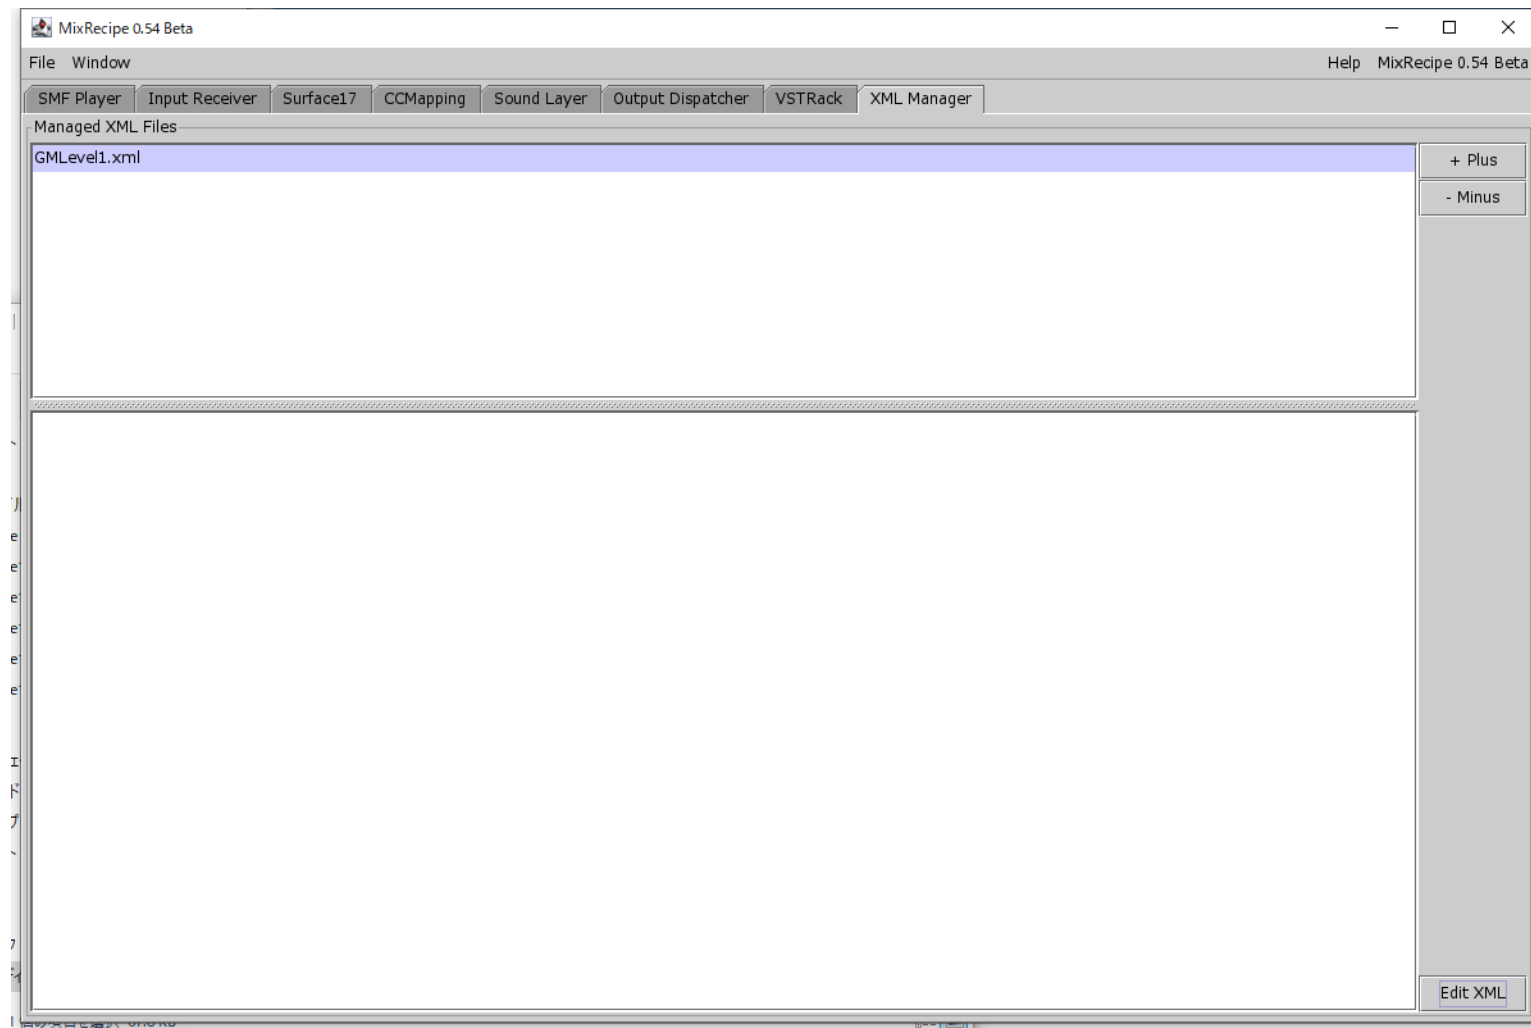 MixRecipe 0.54 Beta
File Window Help MixRecipe 0.54 Beta
SMF Player Input Receiver Surface17 CCMapping Sound Layer Output Dispatcher VSTRack XML Manager
Managed XML Files
GMLevel1.xml
+ Plus
- Minus
Edit XML